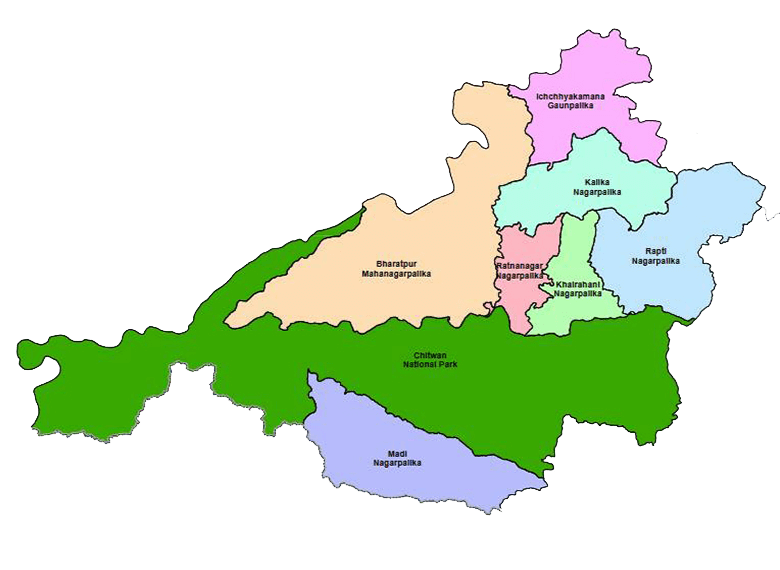 Ichchhyakamana
Gaunpalika
Kalika
Nagarpalika
Rapti
Nagarpalika
Bharatpur
Mahanagarpalika
Ratnanagar
Nagarpalika
Khairahani
Nagarpalika
Chitwan
National Park
Madi
Nagarpalika